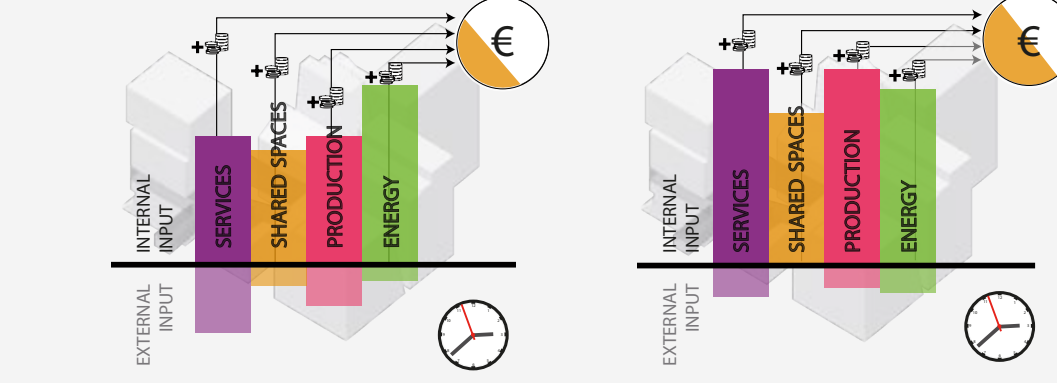 +
+
+
+
€
SERVICES
SHARED SPACES
PRODUCTION
ENERGY
INTERNAL
INPUT
EXTERNAL
INPUT
+
+
+
+
€
SERVICES
SHARED SPACES
PRODUCTION
ENERGY
INTERNAL
INPUT
EXTERNAL
INPUT